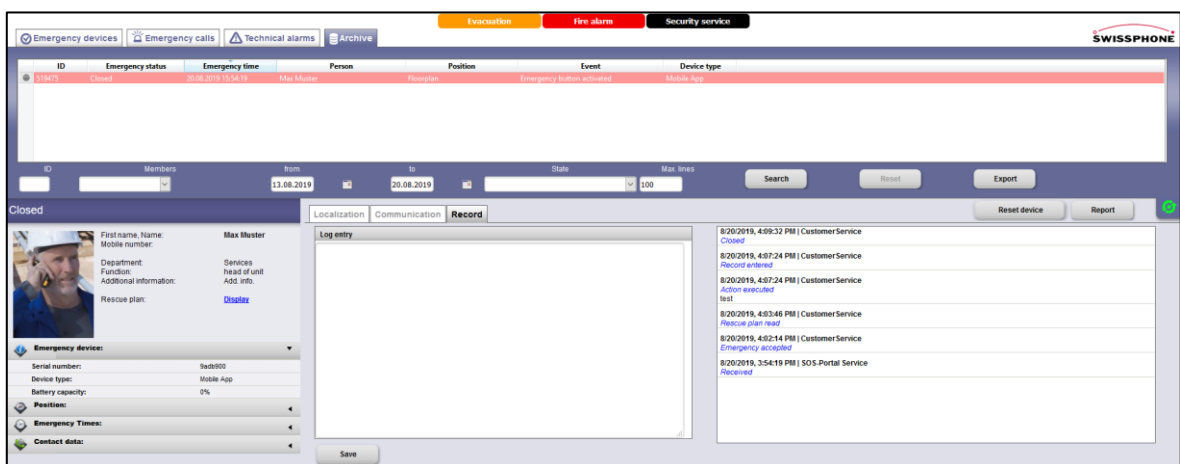 Evacuation Fire alarm Security service
Emergency devices Emergency calls Technical alarms Archive
SWISSPHONE
ID Emergency status Emergency time Person Position Event Device type
519475 Closed 20.08.2019 15:54:19 Max Muster Floorplan Emergency button activated Mobile App
ID Members from to State Max. lines
13.08.2019 20.08.2019 100 Search Reset Export
Closed
Localization Communication Record
Reset device Report
First name, Name: Max Muster
Mobile number:
Department: Services
Function: head of unit
Additional information: Add. info.
Rescue plan: Display
Emergency device:
Serial number: 9adb900
Device type: Mobile App
Battery capacity: 0%
Position:
Emergency Times:
Contact data:
Log entry
Save
8/20/2019, 4:09:32 PM | CustomerService
Closed
8/20/2019, 4:07:24 PM | CustomerService
Record entered
8/20/2019, 4:07:24 PM | CustomerService
Action executed
test
8/20/2019, 4:03:46 PM | CustomerService
Rescue plan read
8/20/2019, 4:02:14 PM | CustomerService
Emergency accepted
8/20/2019, 3:54:19 PM | SOS-Portal Service
Received